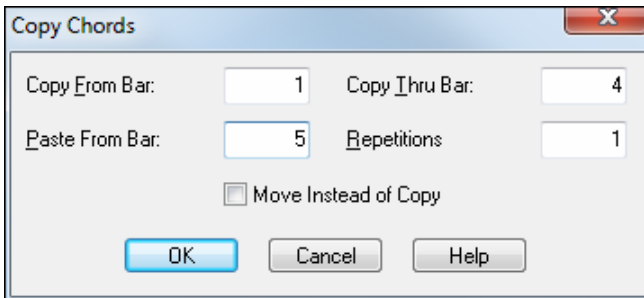 Copy Chords
Copy From Bar: 1 Copy Thru Bar: 4
Paste From Bar: 5 Repetitions 1
Move Instead of Copy
OK Cancel Help